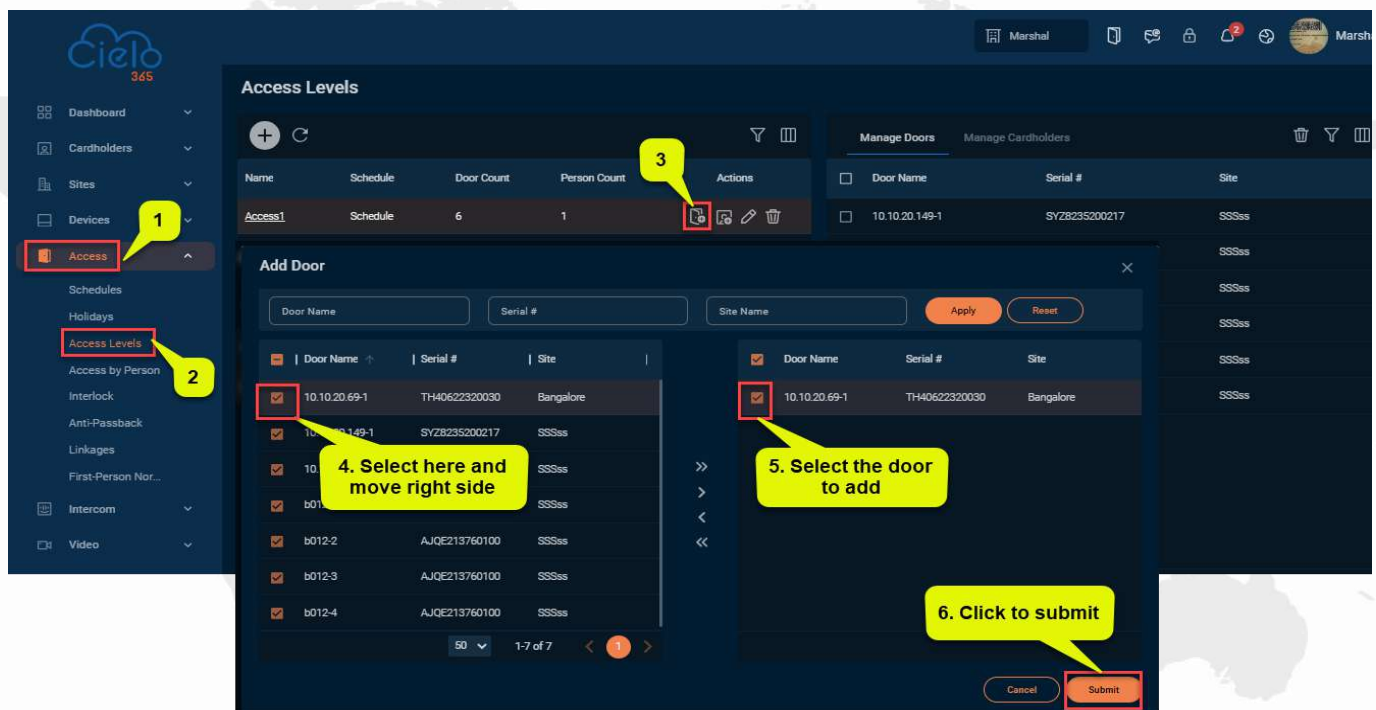 Cielo
365
Marshal
2
Marsh
Access Levels
Dashboard
Cardholders
Sites
Devices
Access
Schedules
Holidays
Access Levels
Access by Person
Interlock
Anti-Passback
Linkages
First-Person Nor...
Intercom
Video
1
2
3
Name Schedule Door Count Person Count Actions
Access1 Schedule 6 1
Manage Doors Manage Cardholders
Door Name Serial # Site
10.10.20.149-1 SYZ8235200217 SSSss
SSSss
SSSss
SSSss
SSSss
SSSss
Add Door
Door Name Serial # Site Name Apply Reset
Door Name Serial # Site
10.10.20.69-1 TH40622320030 Bangalore
SYZ8235200217 SSSss
SSSss
SSSss
b012-2 AJQE213760100 SSSss
b012-3 AJQE213760100 SSSss
b012-4 AJQE213760100 SSSss
50 1-7 of 7 1
4. Select here and
move right side
Door Name Serial # Site
10.10.20.69-1 TH40622320030 Bangalore
5. Select the door
to add
6. Click to submit
Cancel Submit